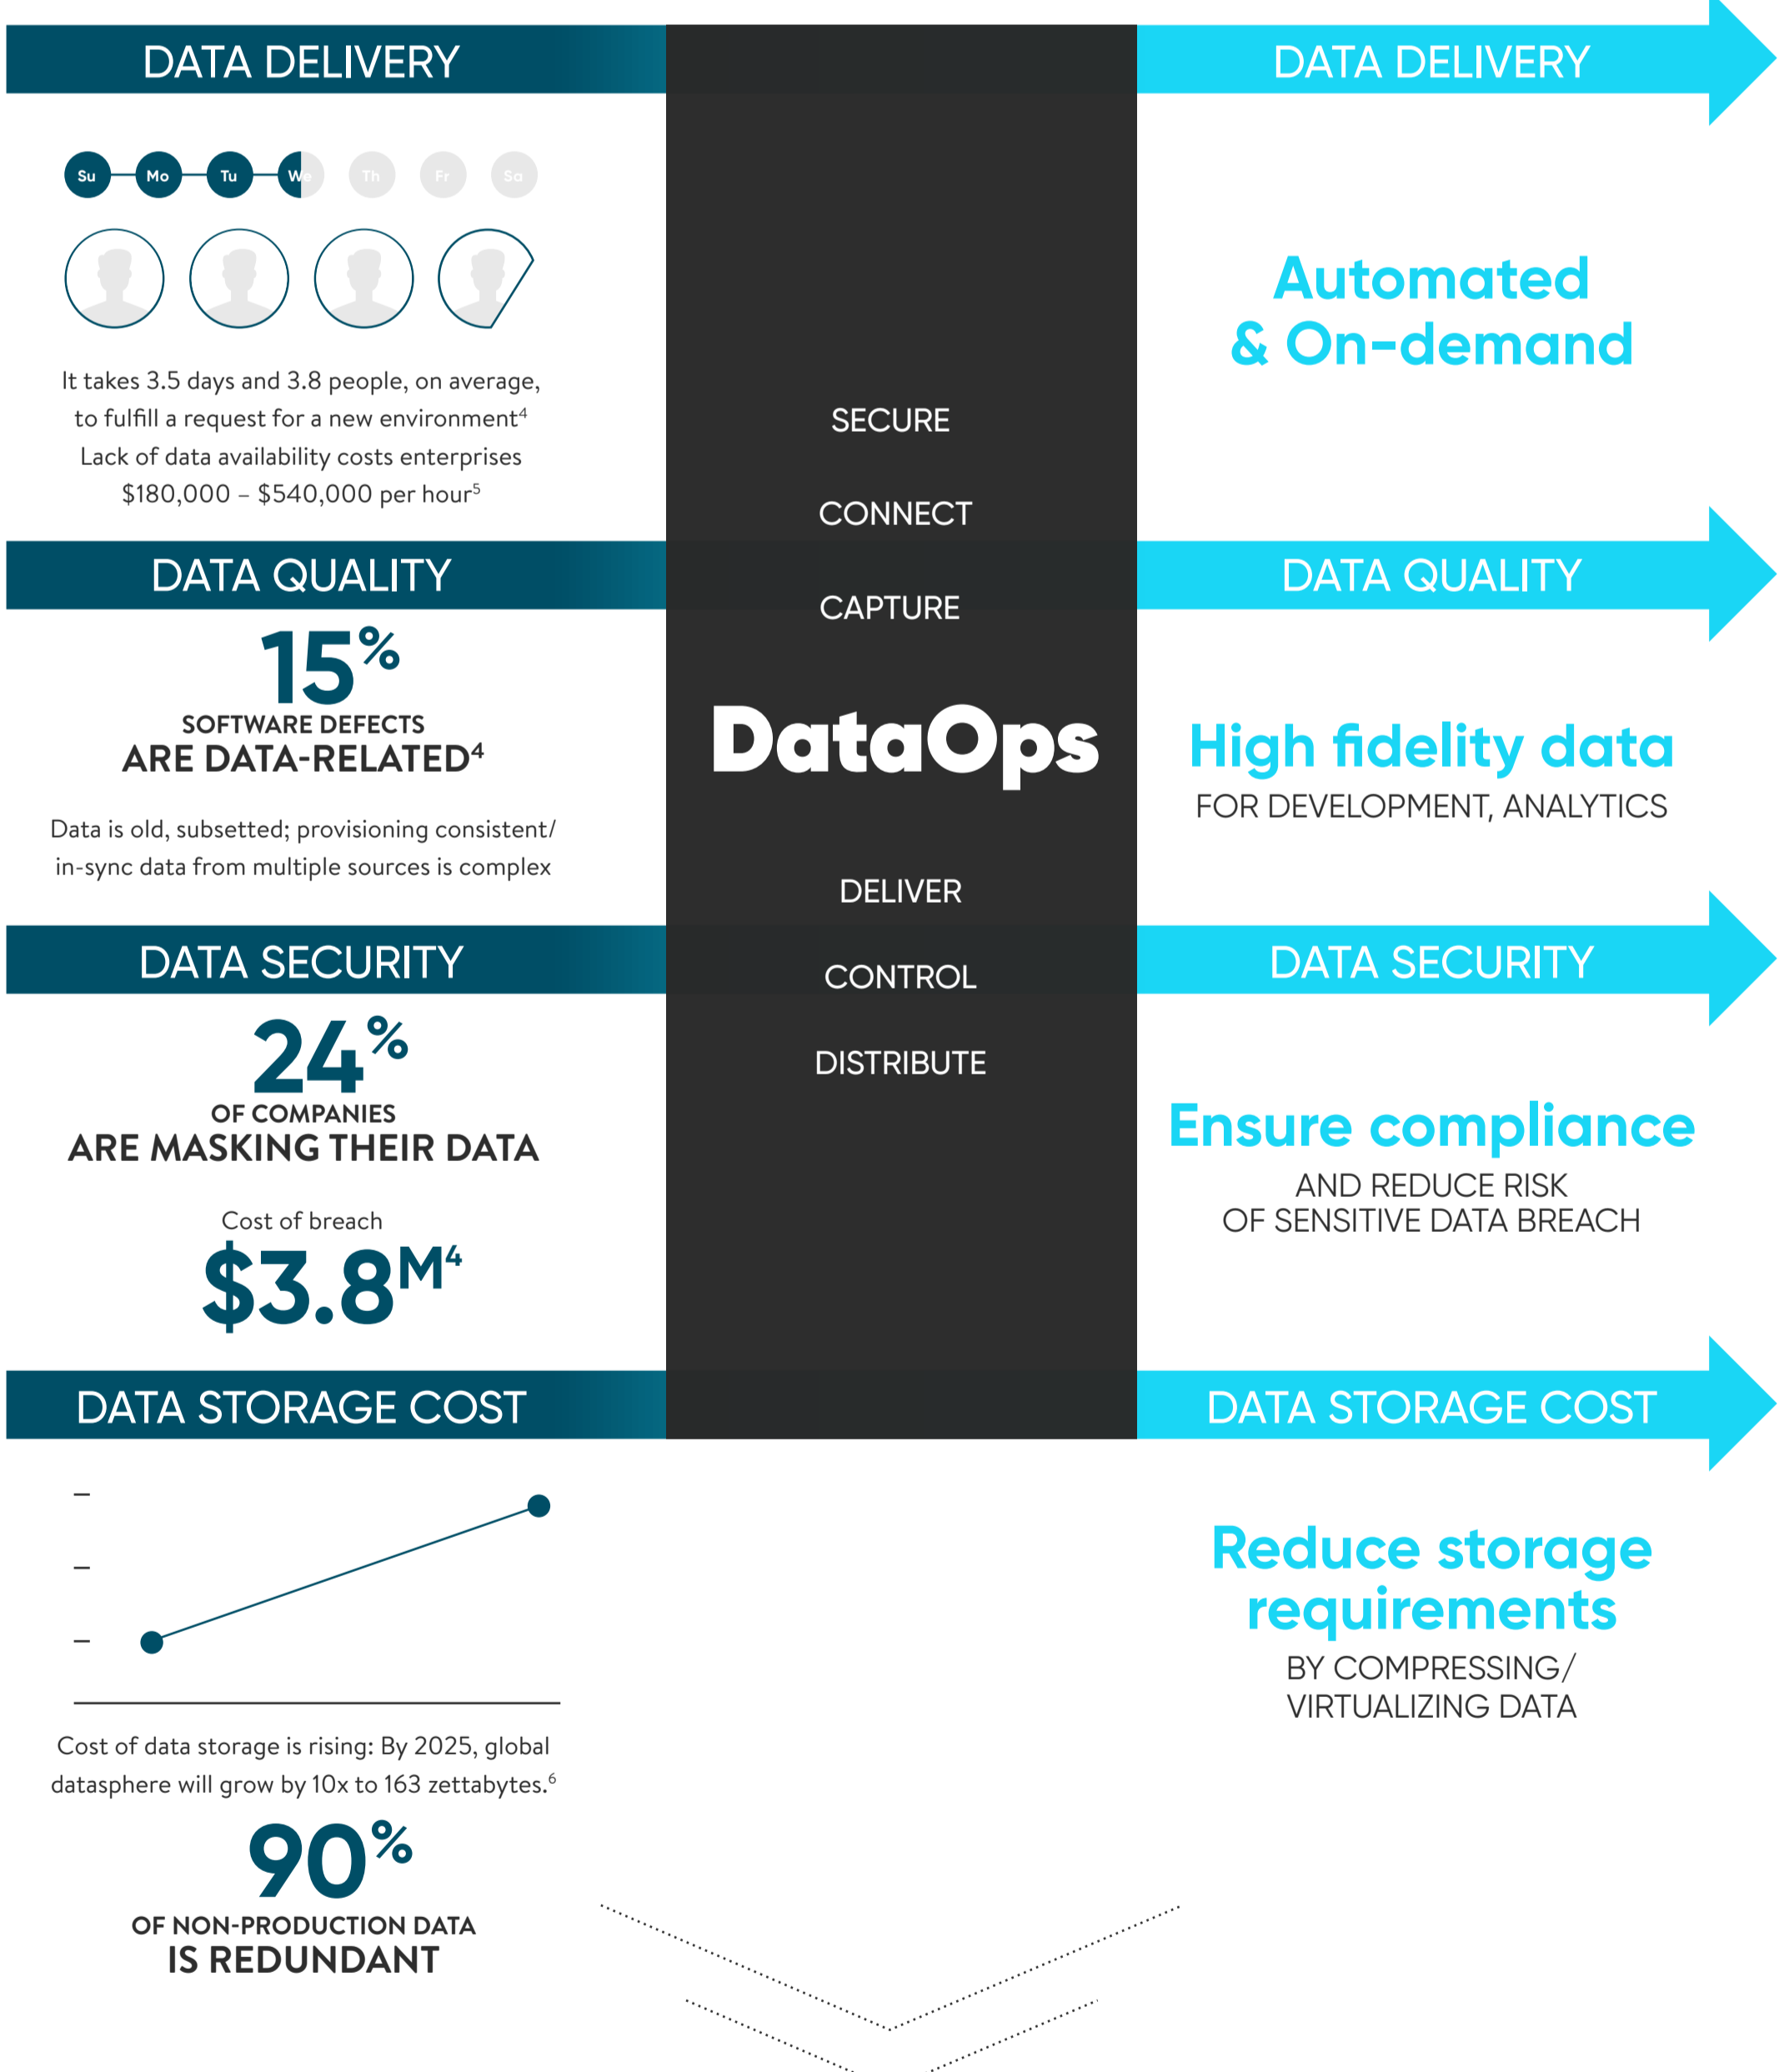 DATA DELIVERY
Su Mo Tu We Th Fr Sa
It takes 3.5 days and 3.8 people, on average,
to fulfill a request for a new environment⁴
Lack of data availability costs enterprises
$180,000 – $540,000 per hour⁵
DATA QUALITY
15%
SOFTWARE DEFECTS
ARE DATA-RELATED⁴
Data is old, subsetted; provisioning consistent/
in-sync data from multiple sources is complex
DATA SECURITY
24%
OF COMPANIES
ARE MASKING THEIR DATA
Cost of breach
$3.8M⁴
DATA STORAGE COST
Cost of data storage is rising: By 2025, global
datasphere will grow by 10x to 163 zettabytes.⁶
90%
OF NON-PRODUCTION DATA
IS REDUNDANT
SECURE
CONNECT
CAPTURE
DataOps
DELIVER
CONTROL
DISTRIBUTE
DATA DELIVERY
Automated
& On-demand
DATA QUALITY
High fidelity data
FOR DEVELOPMENT, ANALYTICS
DATA SECURITY
Ensure compliance
AND REDUCE RISK
OF SENSITIVE DATA BREACH
DATA STORAGE COST
Reduce storage
requirements
BY COMPRESSING/
VIRTUALIZING DATA